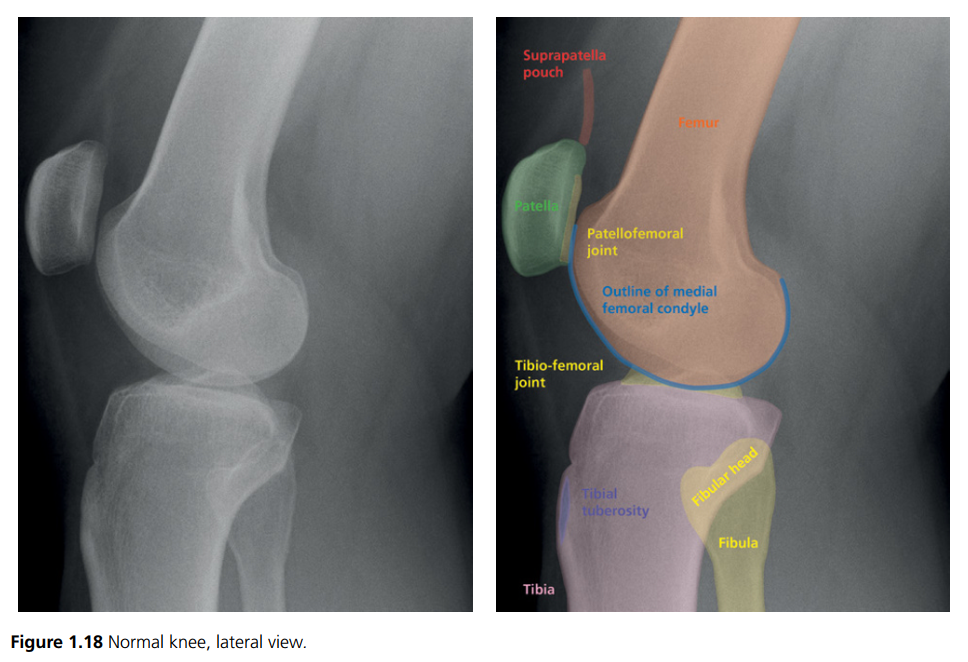 Suprapatella
pouch
Femur
Patella
Patellofemoral
joint
Outline of medial
femoral condyle
Tibio-femoral
joint
Fibular head
Tibial
tuberosity
Fibula
Tibia
Figure 1.18 Normal knee, lateral view.